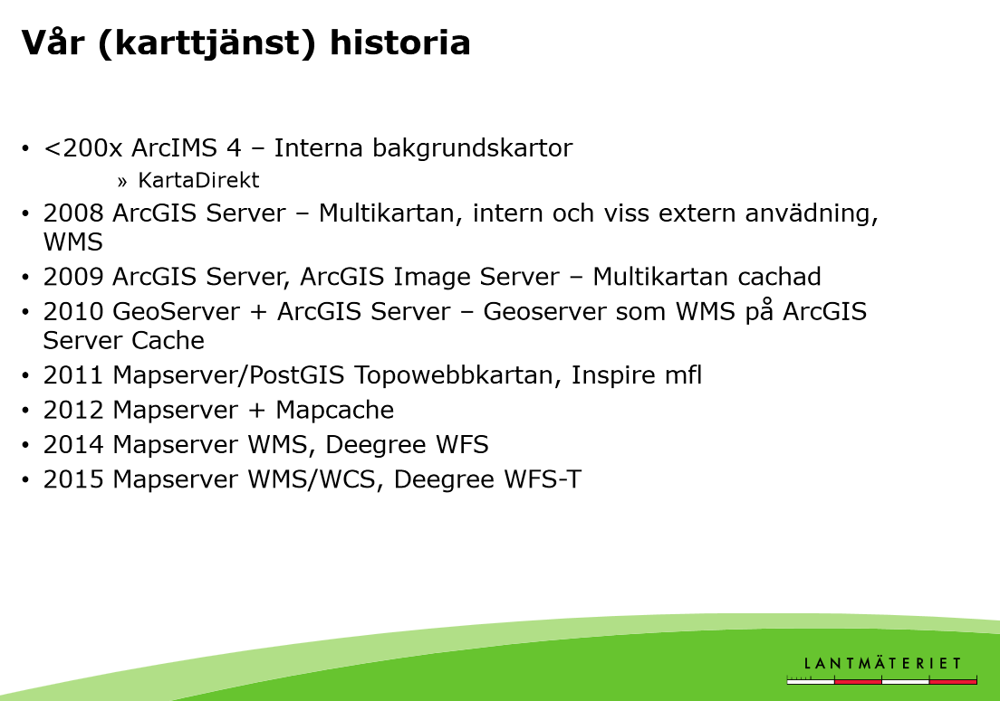 Vår (karttjänst) historia
• <200x ArcIMS 4 – Interna bakgrundskartor
» KartaDirekt
• 2008 ArcGIS Server – Multikartan, intern och viss extern anvädning,
WMS
• 2009 ArcGIS Server, ArcGIS Image Server – Multikartan cachad
• 2010 GeoServer + ArcGIS Server – Geoserver som WMS på ArcGIS
Server Cache
• 2011 Mapserver/PostGIS Topowebbkartan, Inspire mfl
• 2012 Mapserver + Mapcache
• 2014 Mapserver WMS, Deegree WFS
• 2015 Mapserver WMS/WCS, Deegree WFS-T
LANTMÄTERIET